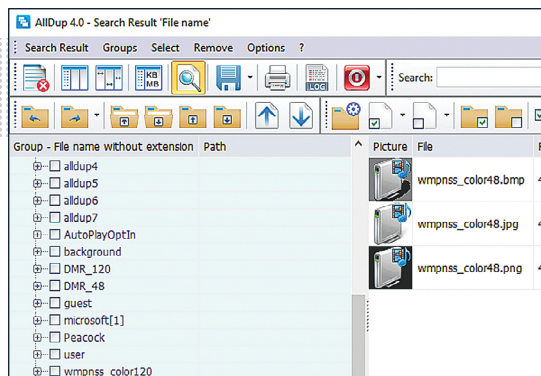 AllDup 4.0 - Search Result 'File name'
Search Result Groups Select Remove Options ?
KB
MB
LOG
Search:
Group - File name without extension Path
Picture File
alldup4
alldup5
alldup6
alldup7
AutoPlayOptIn
background
DMR_120
DMR_48
guest
microsoft[1]
Peacock
user
wmpnss_color120
wmpnss_color48.bmp
wmpnss_color48.jpg
wmpnss_color48.png